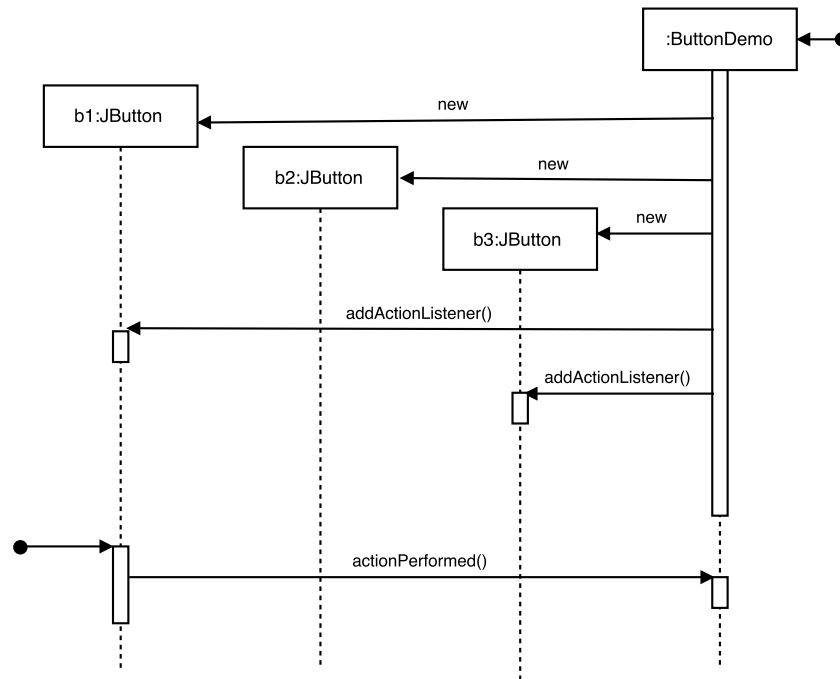 :ButtonDemo
b1:JButton
new
new
b2:JButton
new
b3:JButton
addActionListener()
addActionListener()
actionPerformed()